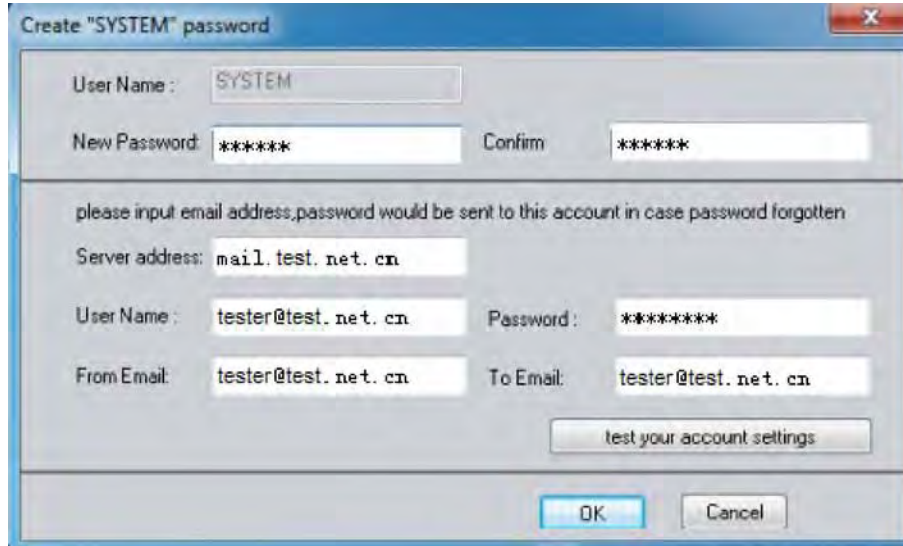 Create "SYSTEM" password
User Name : SYSTEM
New Password: ****** Confirm ******
please input email address,password would be sent to this account in case password forgotten
Server address: mail.test.net.cn
User Name : tester@test.net.cn Password : ********
From Email: tester@test.net.cn To Email: tester@test.net.cn
test your account settings
OK Cancel